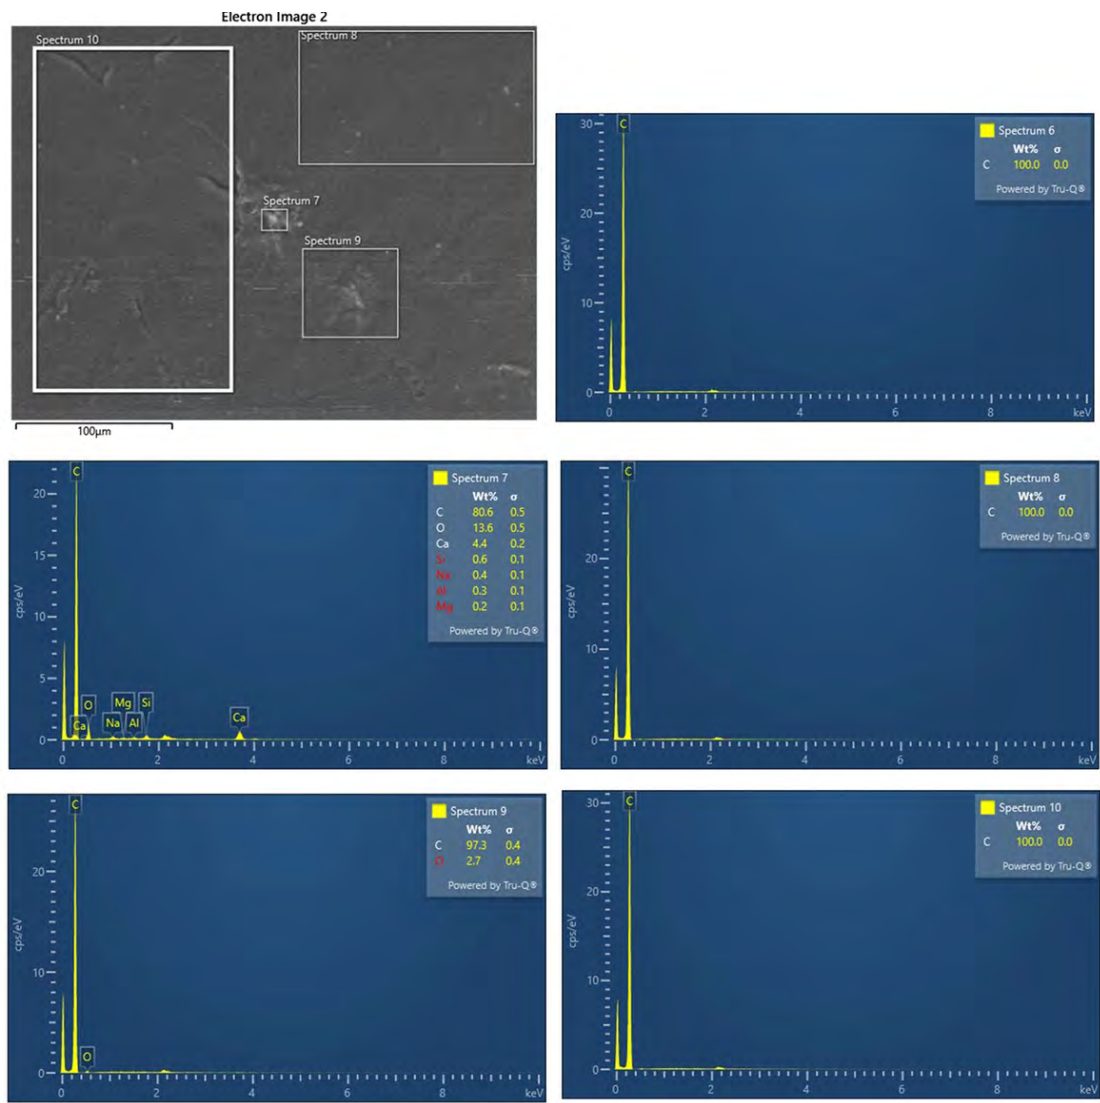 Electron Image 2
Spectrum 10
Spectrum 8
Spectrum 7
Spectrum 9
100µm
30
20
10
0
cps/eV
C
0 2 4 6 8 keV
Spectrum 6
Wt% σ
C 100.0 0.0
Powered by Tru-Q®
20
15
10
5
0
cps/eV
C
Ca O Na Mg Al Si Ca
0 2 4 6 8 keV
Spectrum 7
Wt% σ
C 80.6 0.5
O 13.6 0.5
Ca 4.4 0.2
Si 0.6 0.1
Na 0.4 0.1
Al 0.3 0.1
Mg 0.2 0.1
Powered by Tru-Q®
20
10
0
cps/eV
C
0 2 4 6 8 keV
Spectrum 8
Wt% σ
C 100.0 0.0
Powered by Tru-Q®
20
10
0
cps/eV
C
O
0 2 4 6 8 keV
Spectrum 9
Wt% σ
C 97.3 0.4
O 2.7 0.4
Powered by Tru-Q®
30
20
10
0
cps/eV
C
0 2 4 6 8 keV
Spectrum 10
Wt% σ
C 100.0 0.0
Powered by Tru-Q®